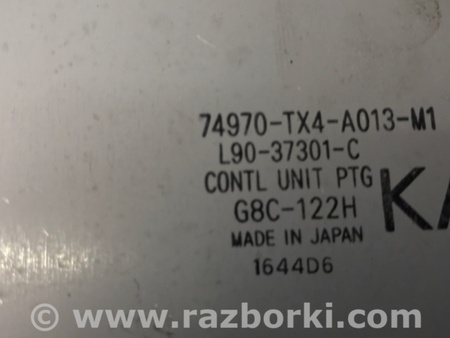 74970-TX4-A013-M1
L90-37301-C
CONTL UNIT PTG
G8C-122H
MADE IN JAPAN
1644D6
© www.razborki.com